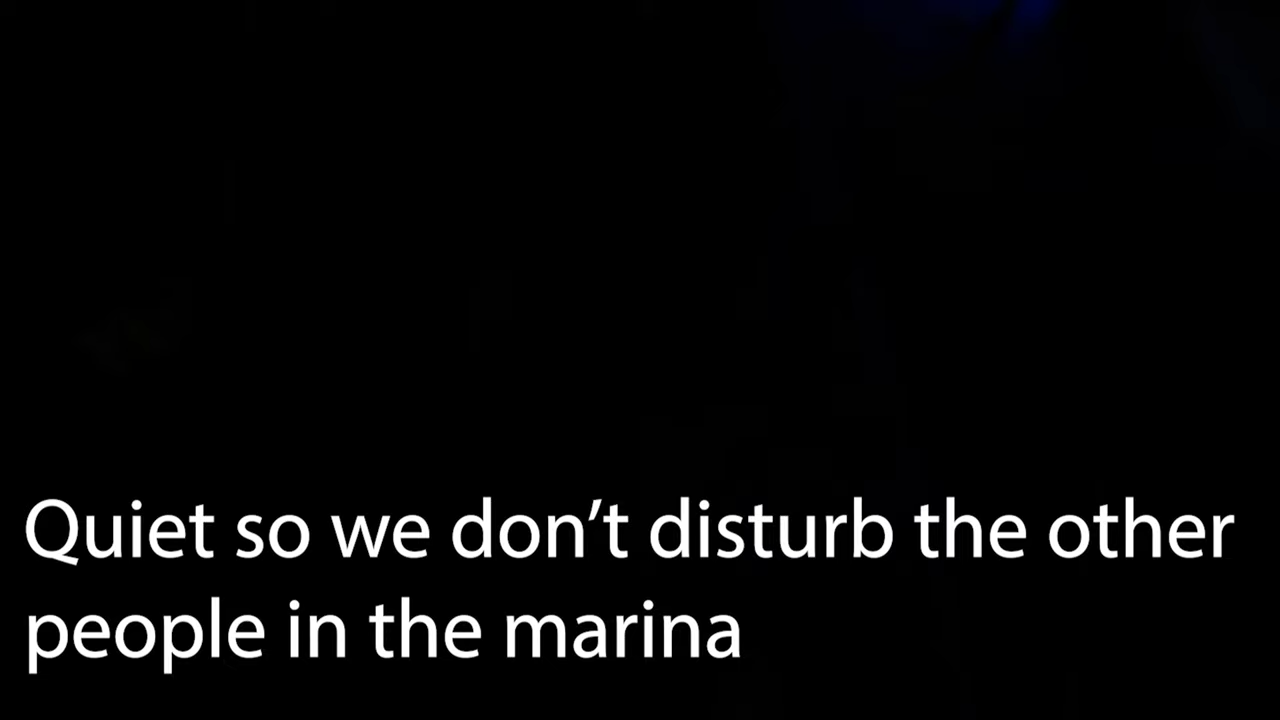 Quiet so we don’t disturb the other
people in the marina